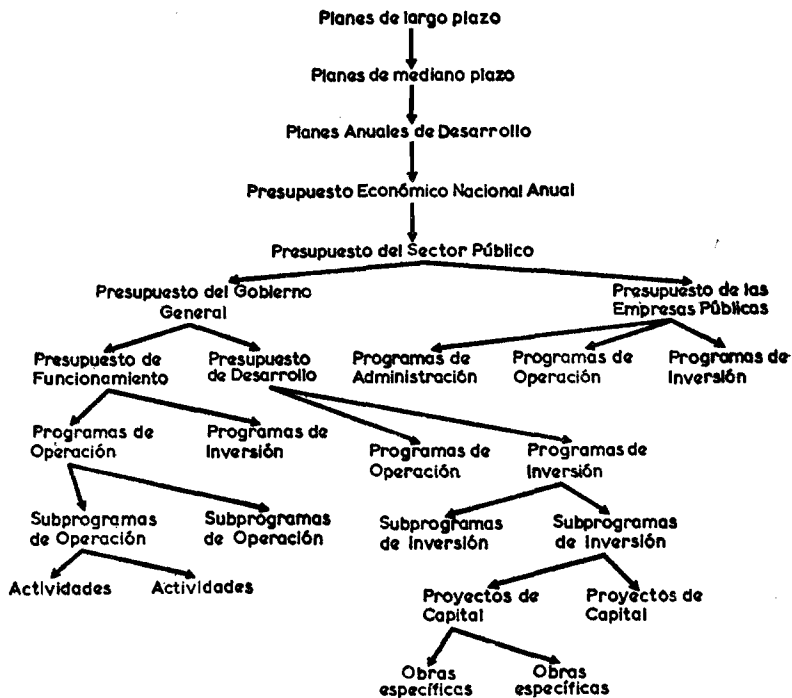 Planes de largo plazo
Planes de mediano plazo
Planes Anuales de Desarrollo
Presupuesto Económico Nacional Anual
Presupuesto del Sector Público
Presupuesto del Gobierno
General
Presupuesto de las
Empresas Públicas
Presupuesto de
Funcionamiento
Presupuesto
de Desarrollo
Programas de
Administración
Programas de
Operación
Programas de
Inversión
Programas de
Operación
Programas de
Inversión
Programas de
Operación
Programas de
Inversión
Subprogramas
de Operación
Subprogramas
de Operación
Subprogramas
de Inversión
Subprogramas
de Inversión
Actividades
Actividades
Proyectos de
Capital
Proyectos de
Capital
Obras
específicas
Obras
específicas